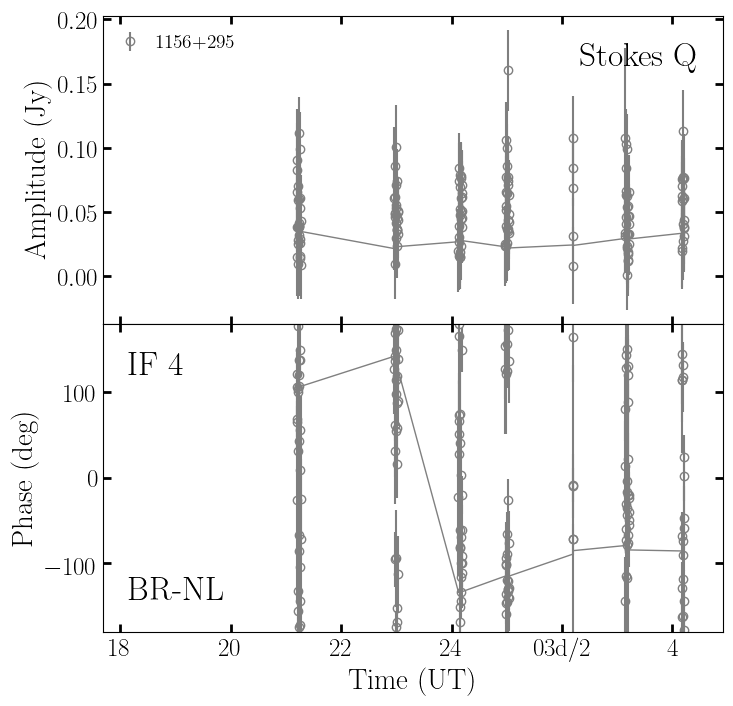 0.20
1156+295
Stokes Q
0.15
0.10
0.05
0.00
Amplitude (Jy)
IF 4
100
0
−100
Phase (deg)
BR-NL
18 20 22 24 03d/2 4
Time (UT)